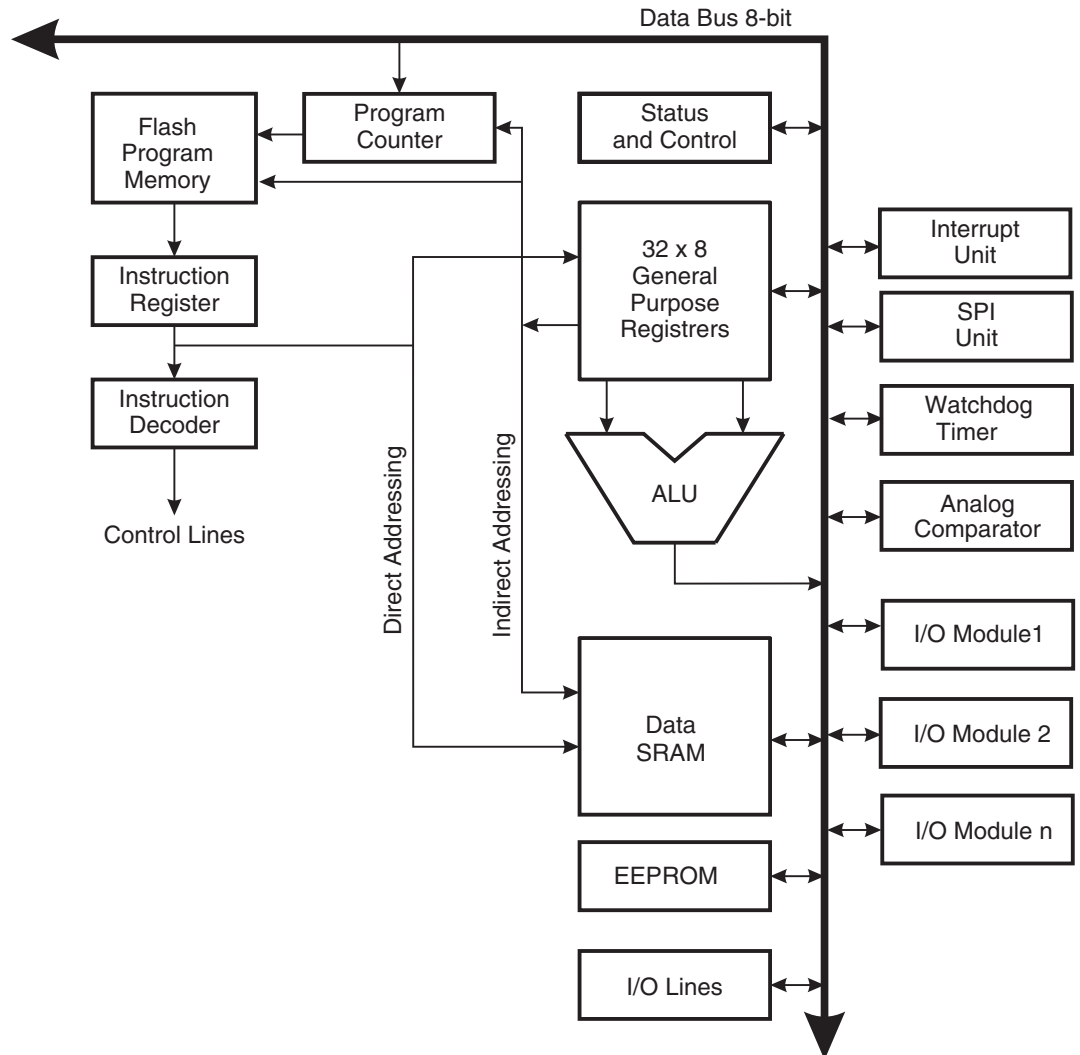 Data Bus 8-bit
Flash
Program
Memory
Program
Counter
Status
and Control
Instruction
Register
32 x 8
General
Purpose
Registrers
Interrupt
Unit
SPI
Unit
Instruction
Decoder
Watchdog
Timer
Control Lines
Direct Addressing
Indirect Addressing
ALU
Analog
Comparator
I/O Module1
Data
SRAM
I/O Module 2
I/O Module n
EEPROM
I/O Lines